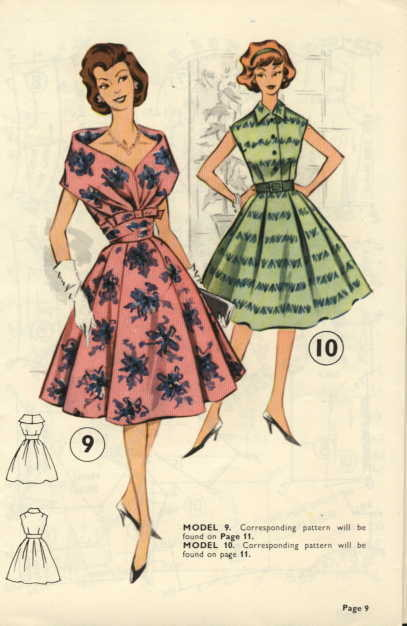 10
9
MODEL 9. Corresponding pattern will be
found on Page 11.
MODEL 10. Corresponding pattern will be
found on page 11.
Page 9